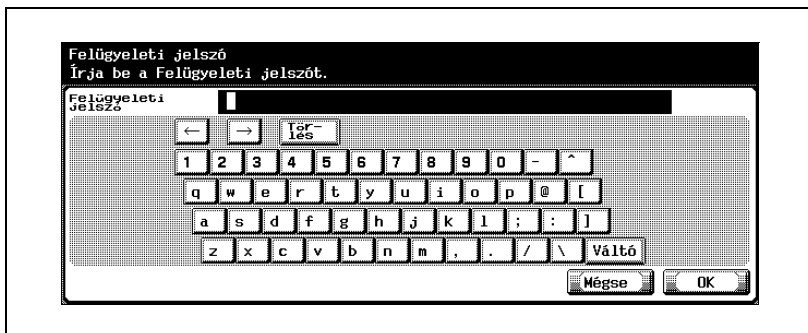 Felügyeleti jelszó
Írja be a Felügyeleti jelszót.
Felügyeleti
jelszó
← → Tör-
lés
1 2 3 4 5 6 7 8 9 0 - ^
q w e r t y u i o p @ [
a s d f g h j k l ; : ]
z x c v b n m , . / \ Váltó
Mégse OK